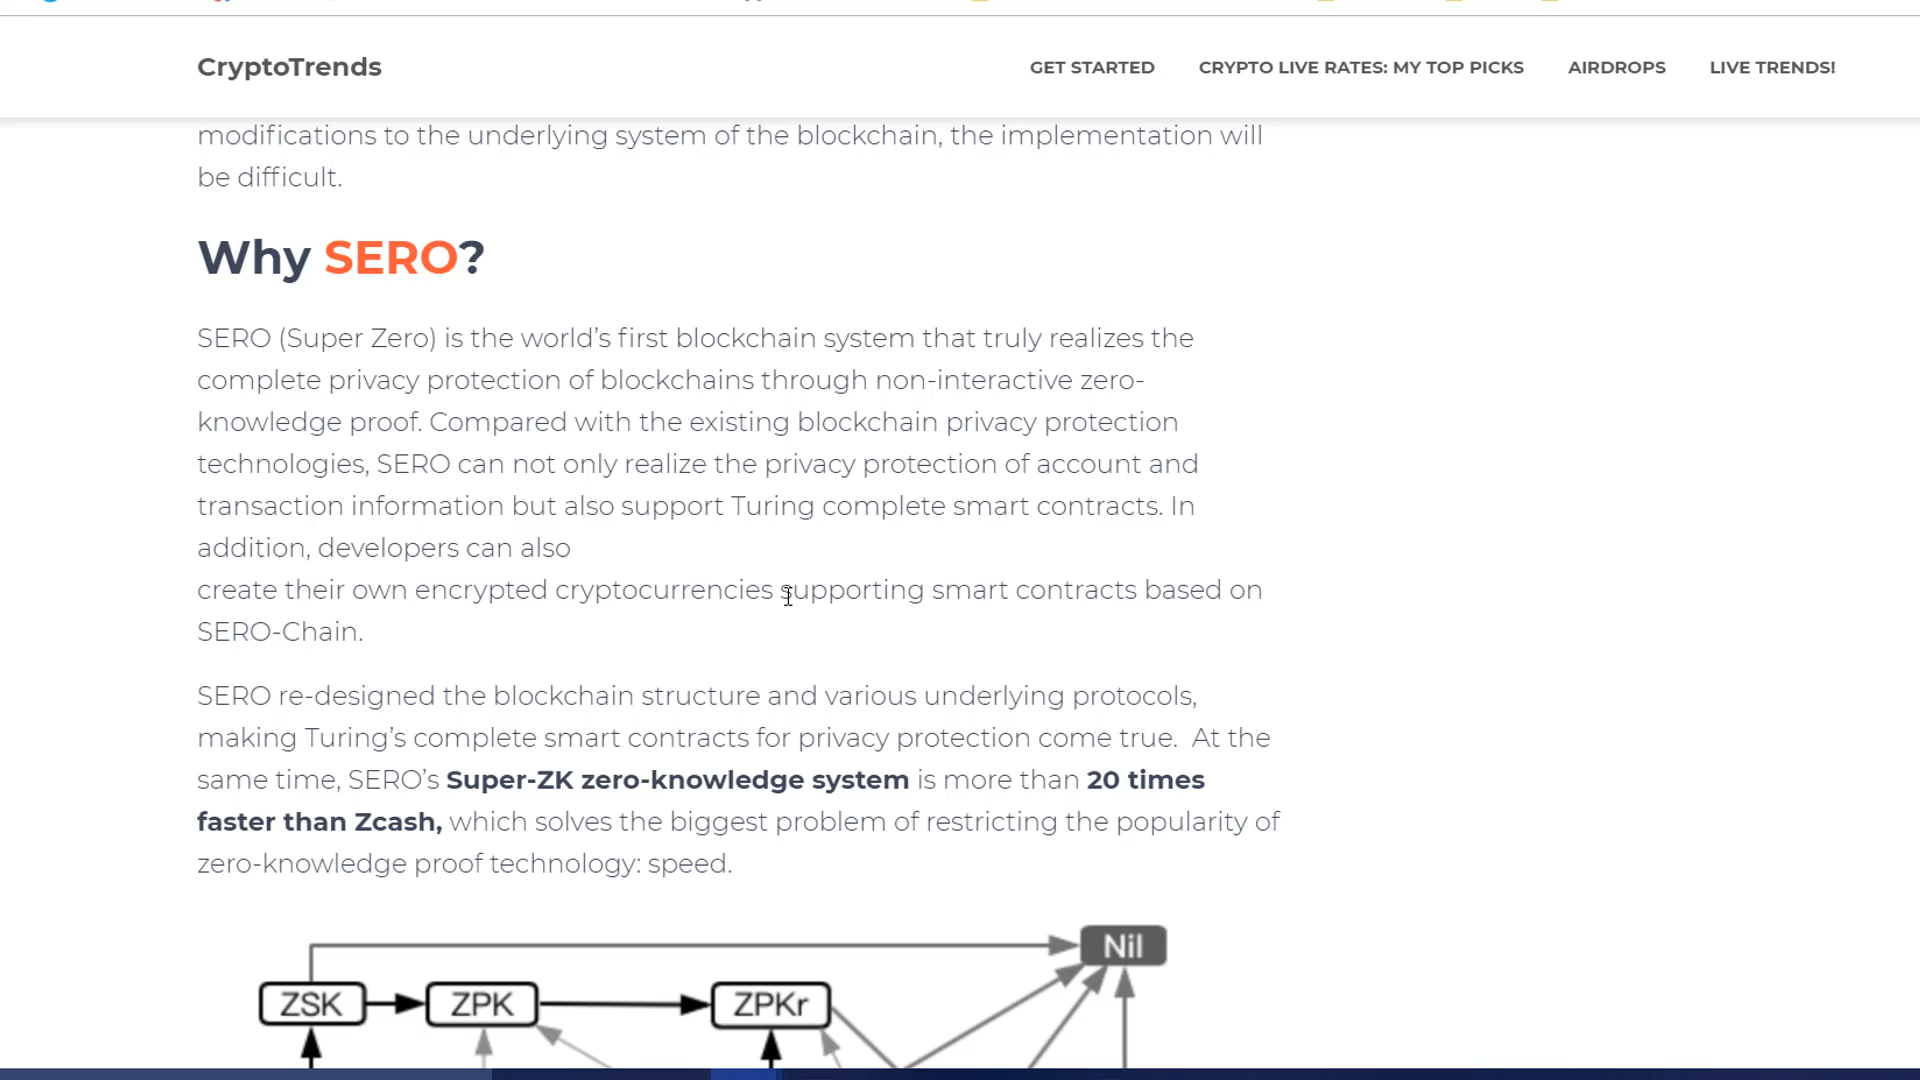 CryptoTrends
GET STARTED CRYPTO LIVE RATES: MY TOP PICKS AIRDROPS LIVE TRENDS!
modifications to the underlying system of the blockchain, the implementation will
be difficult.
Why SERO?
SERO (Super Zero) is the world’s first blockchain system that truly realizes the
complete privacy protection of blockchains through non-interactive zero-
knowledge proof. Compared with the existing blockchain privacy protection
technologies, SERO can not only realize the privacy protection of account and
transaction information but also support Turing complete smart contracts. In
addition, developers can also
create their own encrypted cryptocurrencies supporting smart contracts based on
SERO-Chain.
SERO re-designed the blockchain structure and various underlying protocols,
making Turing’s complete smart contracts for privacy protection come true.  At the
same time, SERO’s Super-ZK zero-knowledge system is more than 20 times
faster than Zcash, which solves the biggest problem of restricting the popularity of
zero-knowledge proof technology: speed.
Nil
ZSK ZPK ZPKr